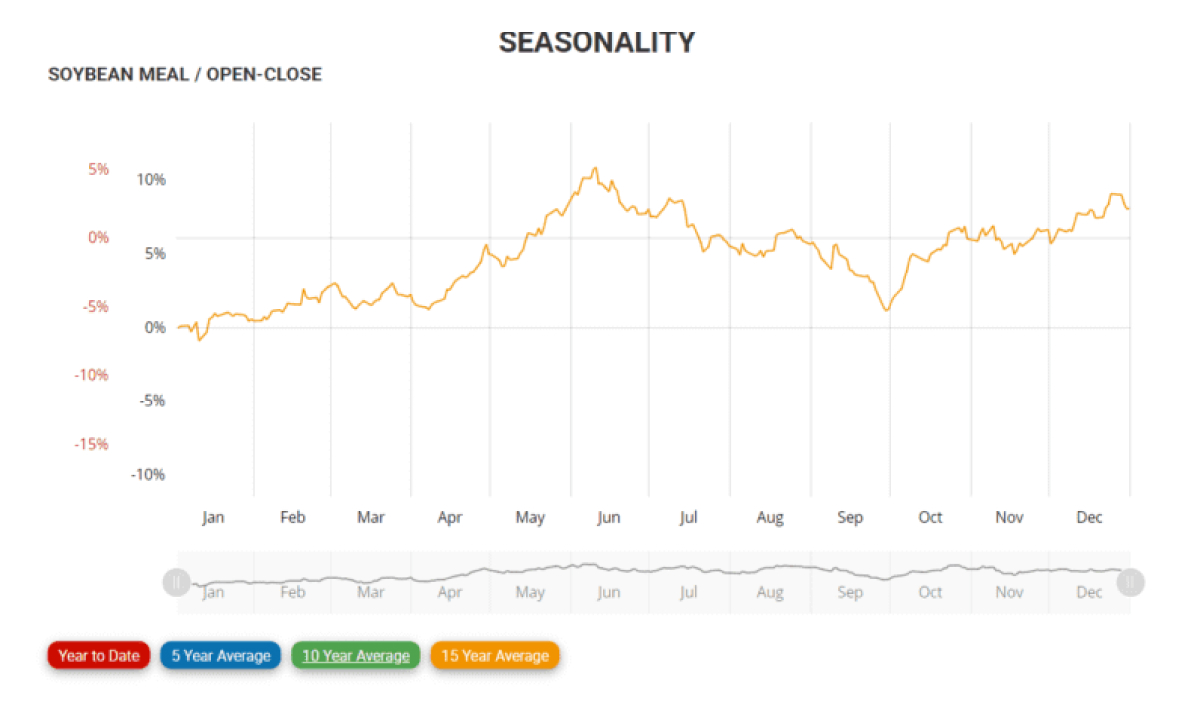 SEASONALITY
SOYBEAN MEAL / OPEN-CLOSE
5%
10%
0%
5%
-5%
0%
-10%
-5%
-15%
-10%
Jan Feb Mar Apr May Jun Jul Aug Sep Oct Nov Dec
Jan Feb Mar Apr May Jun Jul Aug Sep Oct Nov Dec
Year to Date 5 Year Average 10 Year Average 15 Year Average